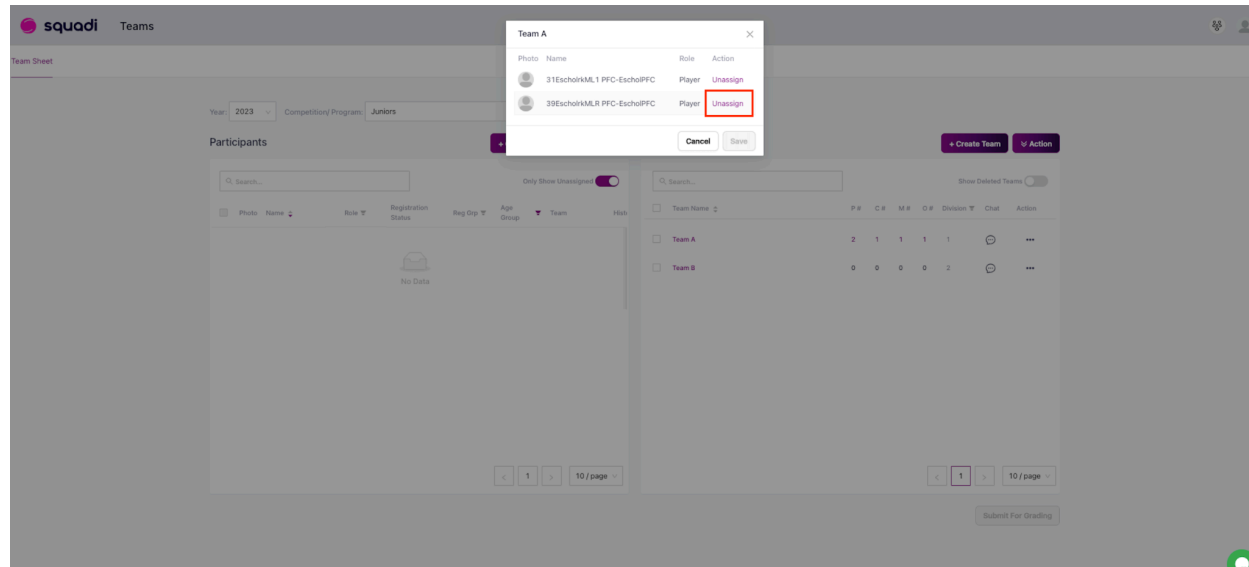 squadi Teams
Team Sheet
Team A
Photo Name Role Action
31EscholrkML1 PFC-EscholPFC Player Unassign
39EscholrkMLR PFC-EscholPFC Player Unassign
Cancel Save
Year: 2023 Competition/ Program: Juniors
Participants
+ Create Team Action
Search... Only Show Unassigned
Search... Show Deleted Teams
Photo Name Role Registration Status Reg Grp Age Group Team Hist
Team Name P # C # M # O # Division Chat Action
Team A 2 1 1 1 1
Team B 0 0 0 0 2
No Data
< 1 > 10 / page
< 1 > 10 / page
Submit For Grading